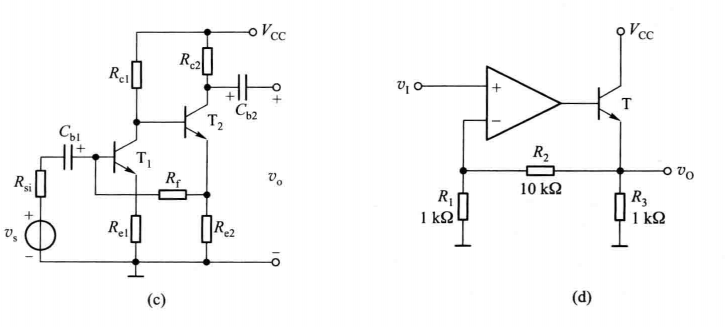 V_CC
R_c1
R_c2
C_b2
+
+
T_2
C_b1
+
T_1
R_si
R_f
v_o
v_s
+
−
R_e1
R_e2
−
(c)
V_CC
v_I
+
−
T
R_2
10 kΩ
v_O
R_1
1 kΩ
R_3
1 kΩ
(d)